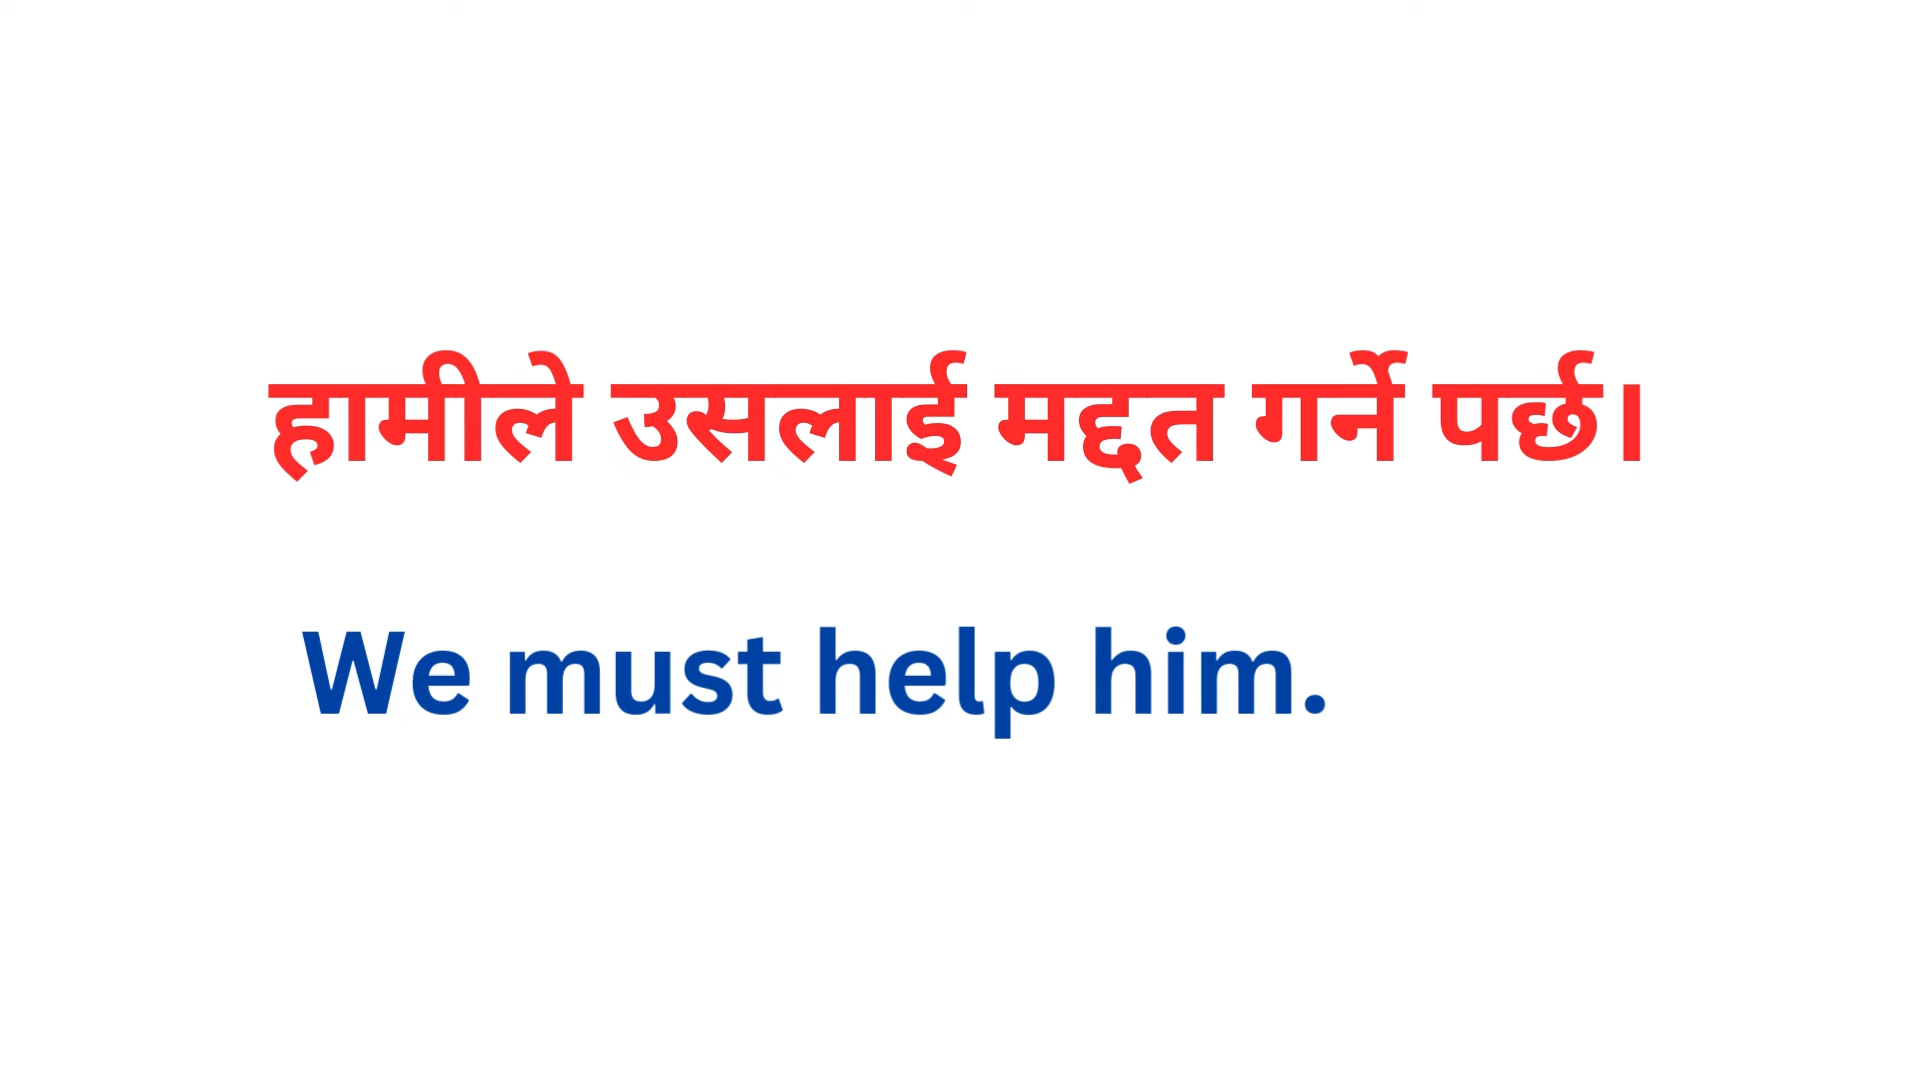 हामीले उसलाई मद्दत गर्ने पर्छ।
We must help him.